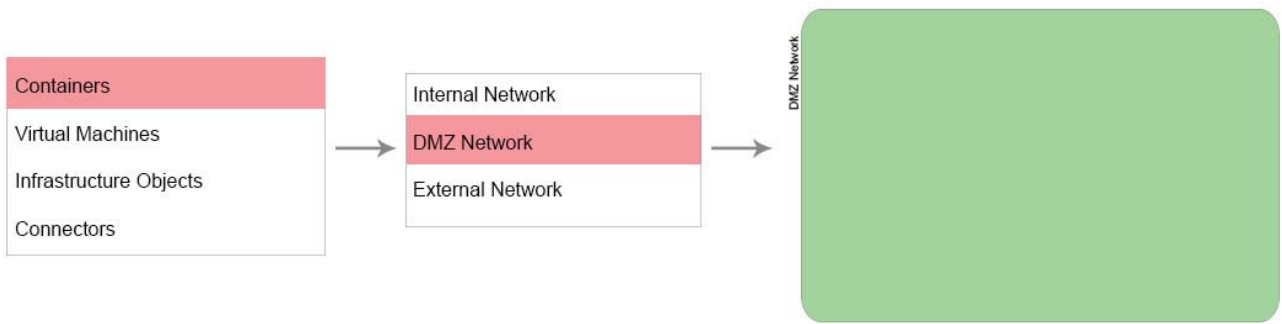 Containers
Virtual Machines
Infrastructure Objects
Connectors
Internal Network
DMZ Network
External Network
DMZ Network